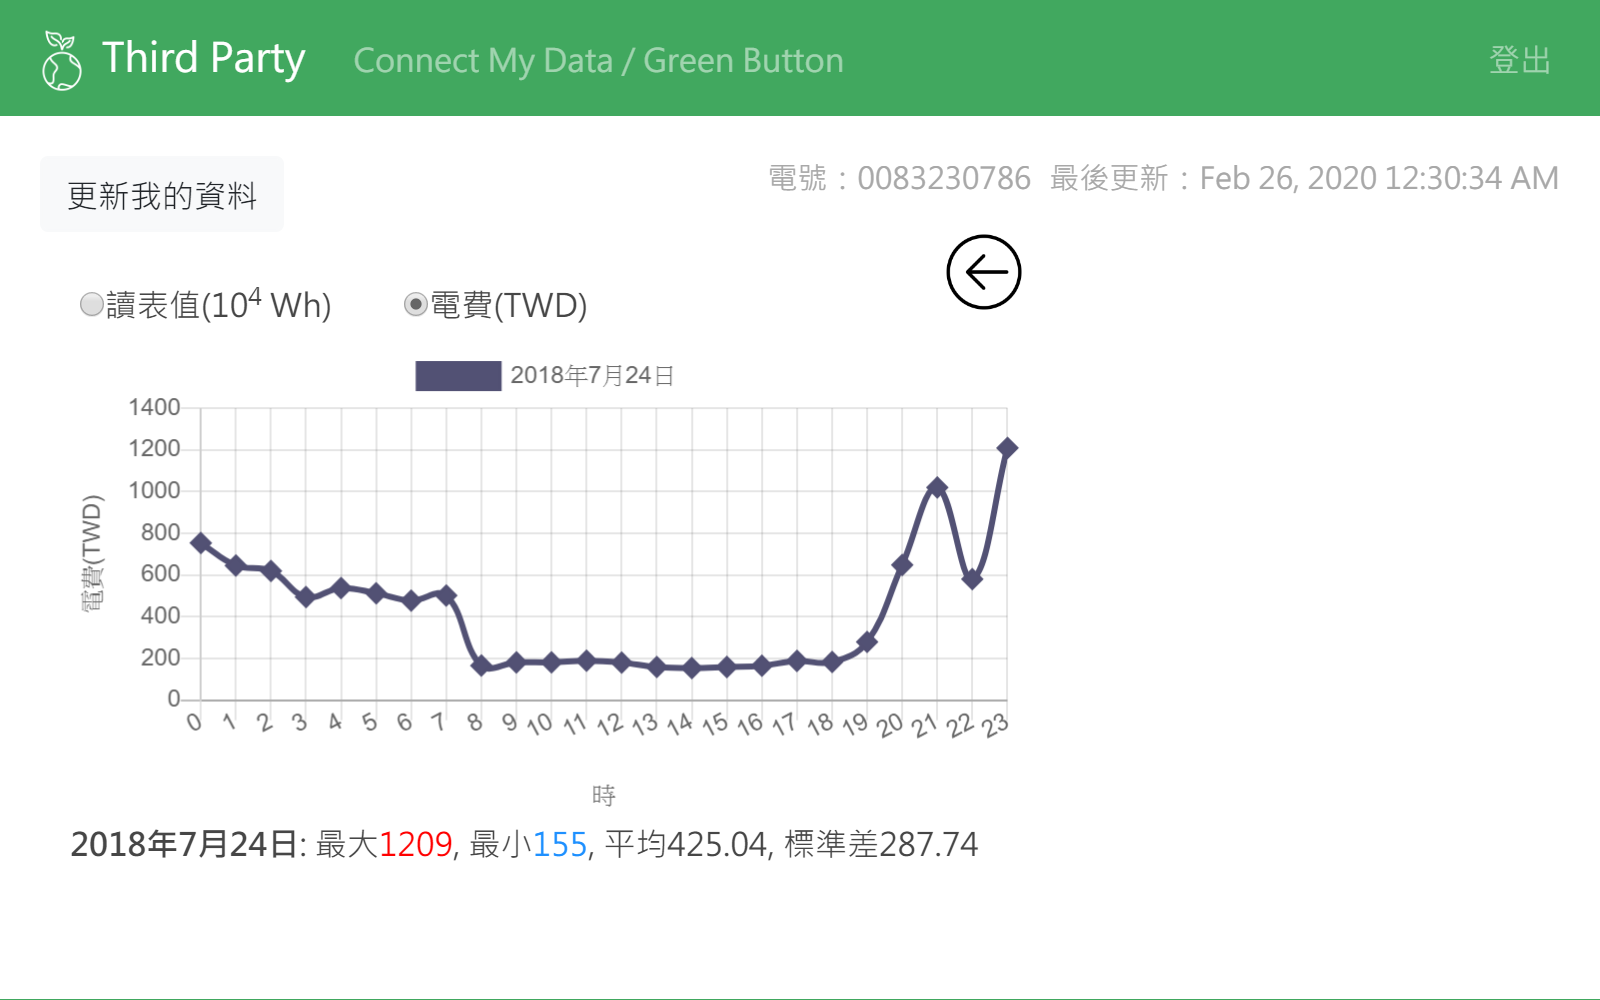 Third Party Connect My Data / Green Button 登出
更新我的資料 電號：0083230786 最後更新：Feb 26, 2020 12:30:34 AM
讀表值(10⁴ Wh) 電費(TWD)
2018年7月24日
1400
1200
1000
800
600
400
200
0
電費(TWD)
0 1 2 3 4 5 6 7 8 9 10 11 12 13 14 15 16 17 18 19 20 21 22 23
時
2018年7月24日: 最大1209, 最小155, 平均425.04, 標準差287.74